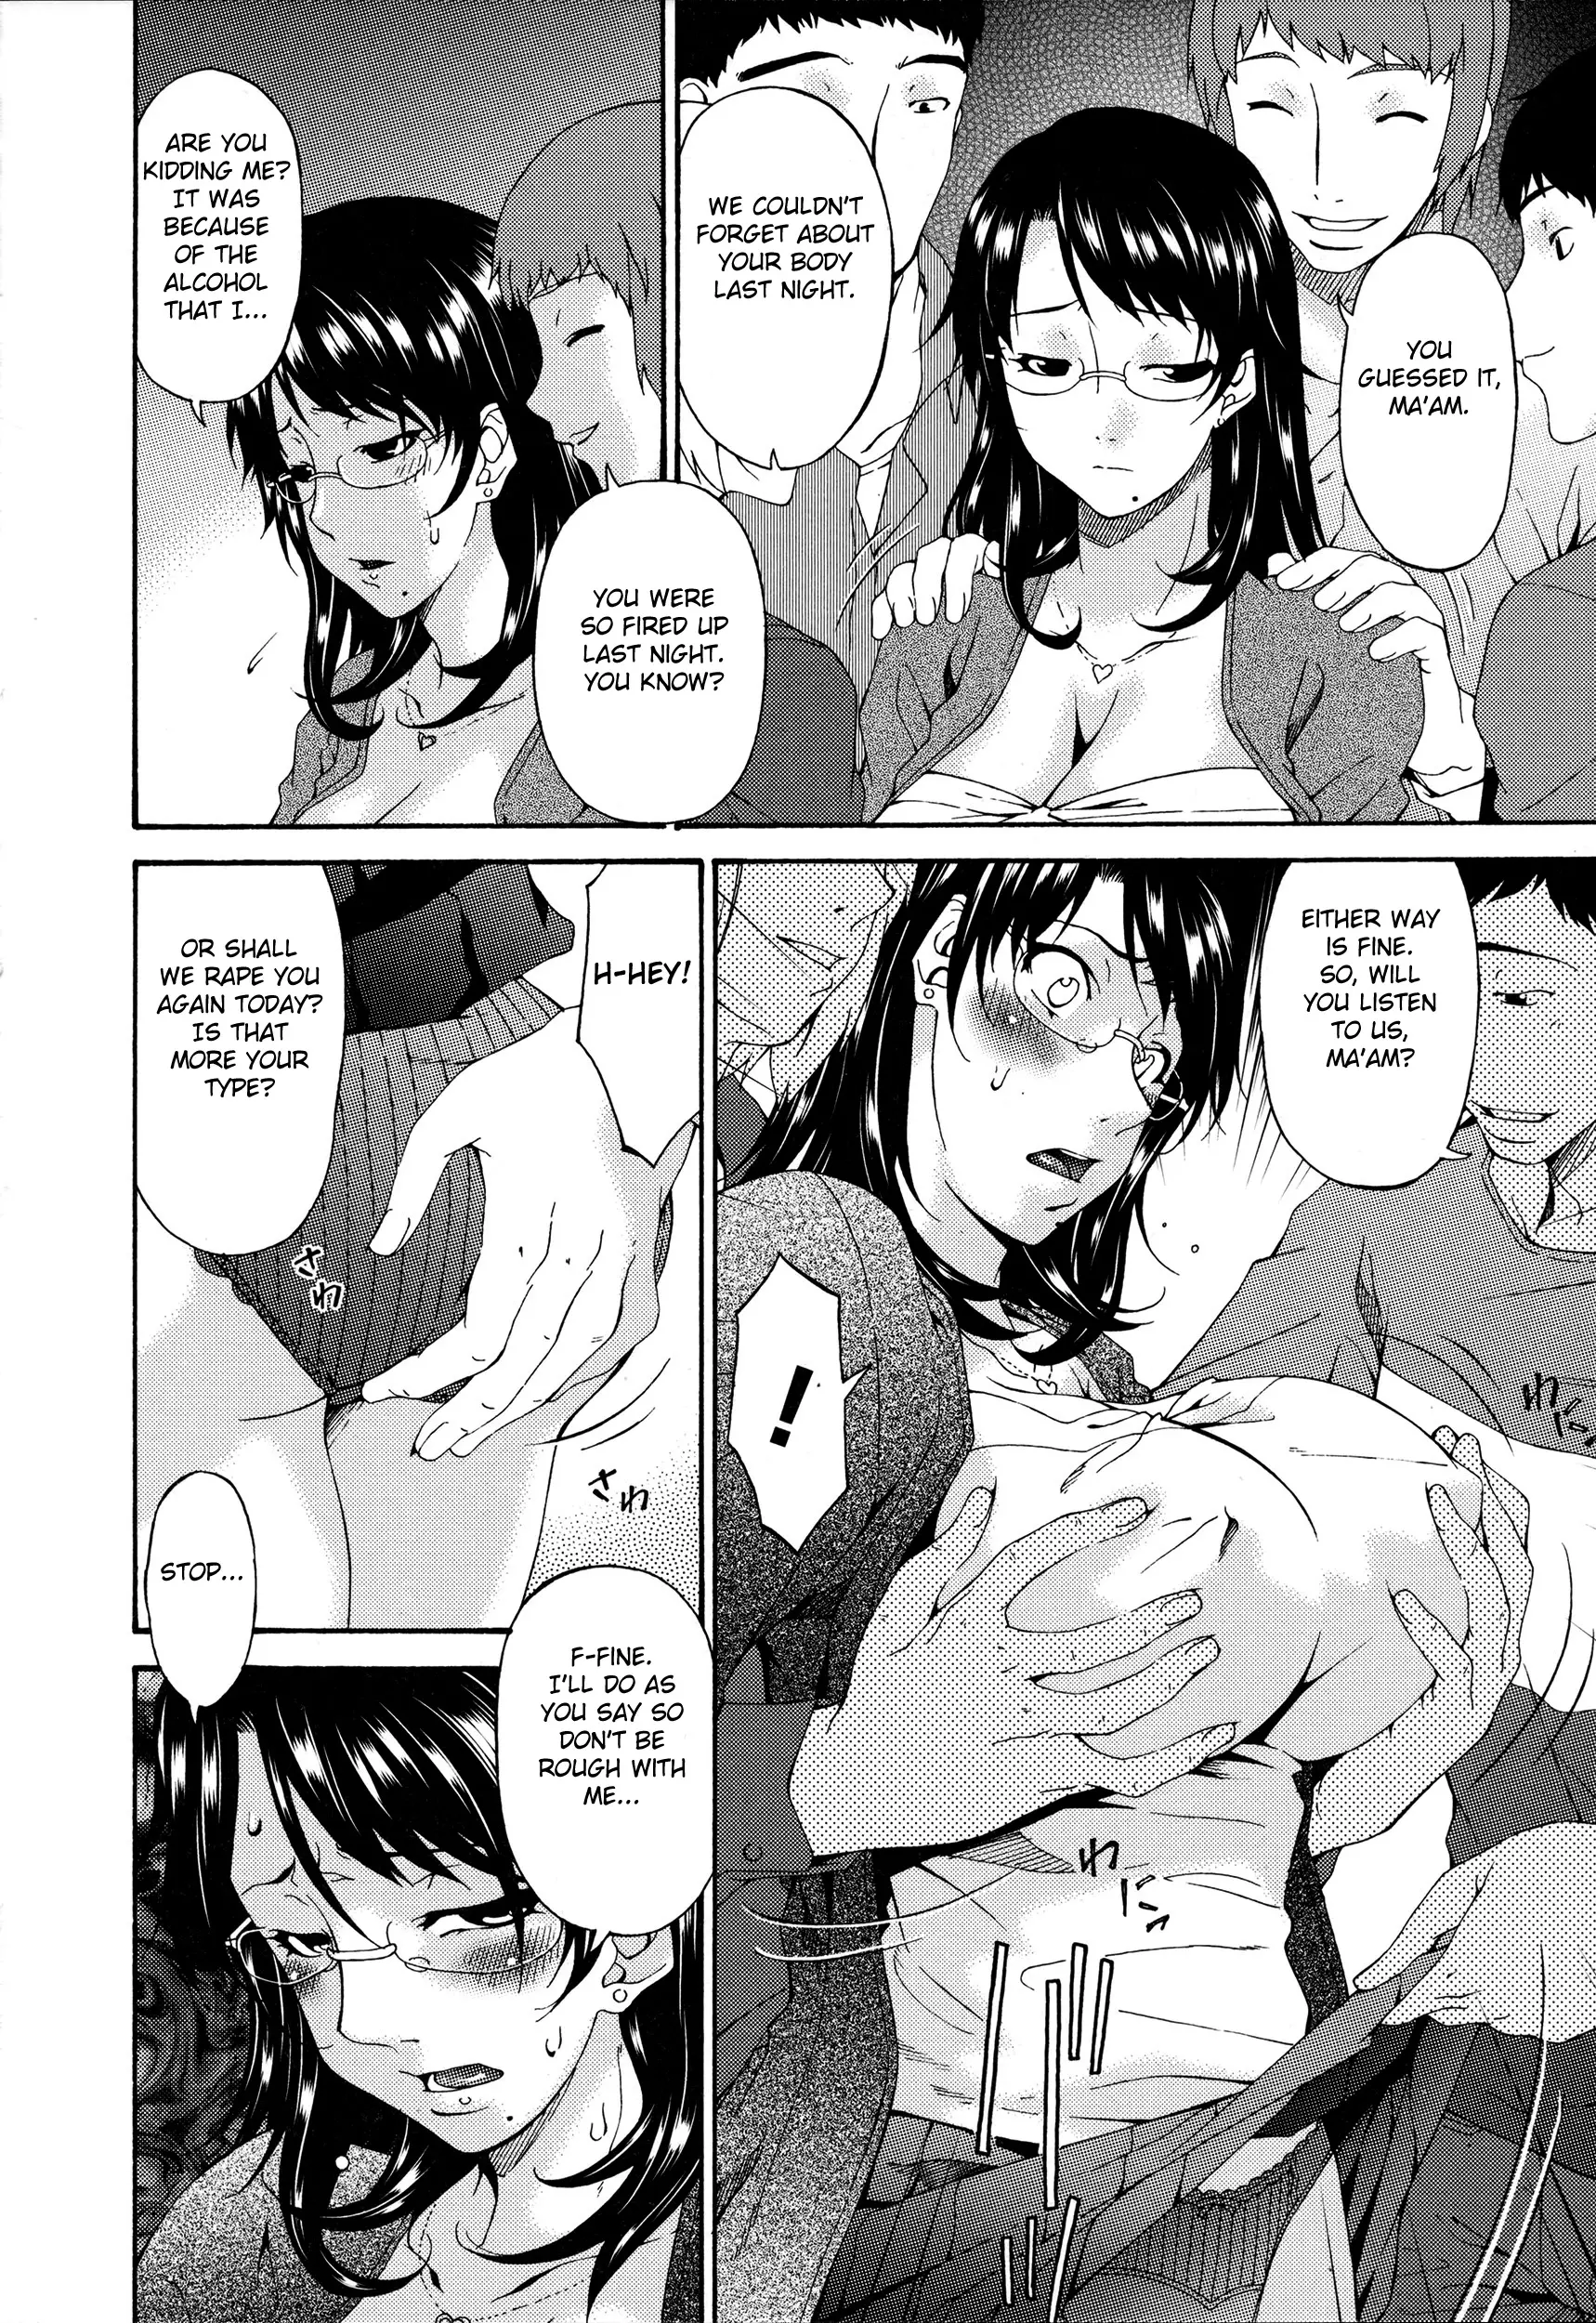 YOU
GUESSED IT,
MA'AM.
WE COULDN'T
FORGET ABOUT
YOUR BODY
LAST NIGHT.
YOU WERE
SO FIRED UP
LAST NIGHT.
YOU KNOW?
ARE YOU
KIDDING ME?
IT WAS
BECAUSE
OF THE
ALCOHOL
THAT I...
EITHER WAY
IS FINE.
SO, WILL
YOU LISTEN
TO US,
MA'AM?
!
わに
わに
H-HEY!
OR SHALL
WE RAPE YOU
AGAIN TODAY?
IS THAT
MORE YOUR
TYPE?
さわ
さわ
STOP...
F-FINE.
I'LL DO AS
YOU SAY SO
DON'T BE
ROUGH WITH
ME...